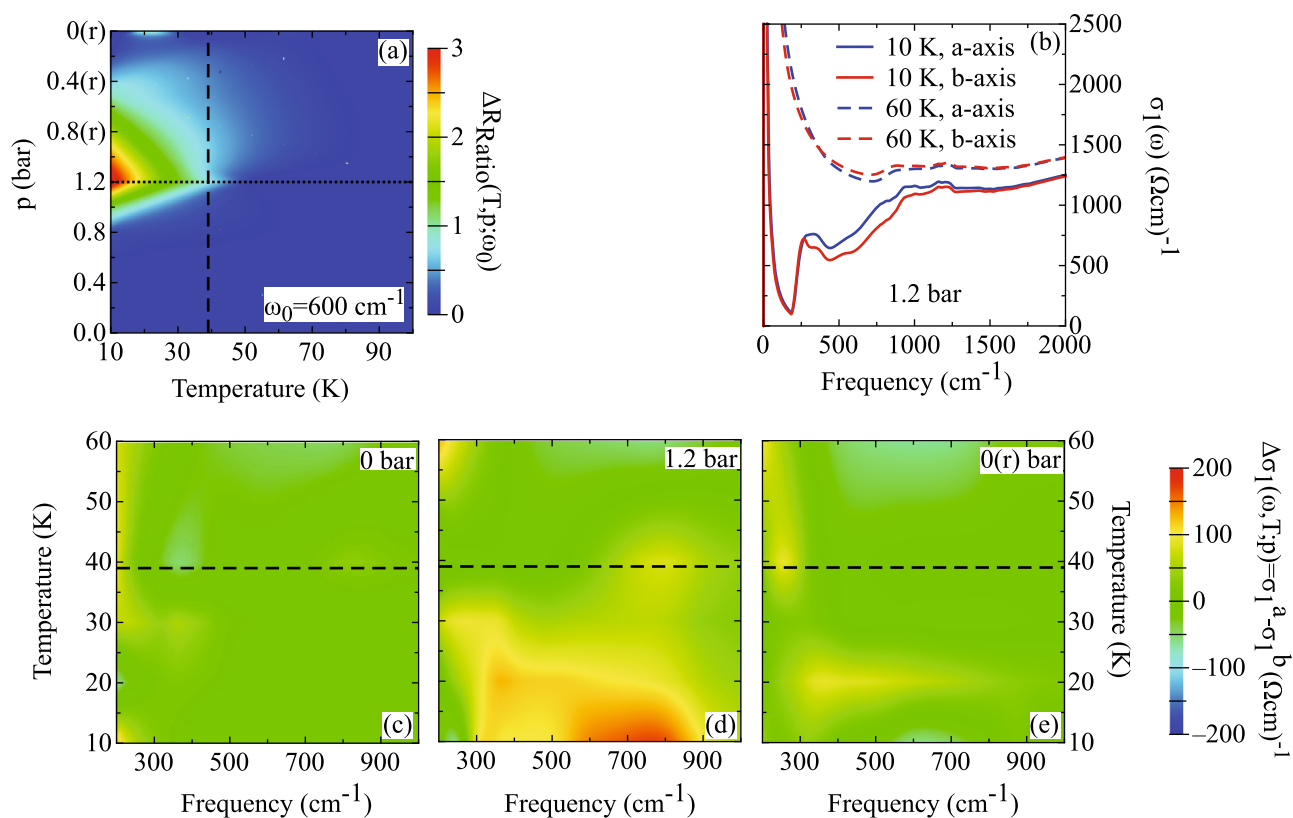 0(r)
0.4(r)
0.8(r)
1.2
0.8
0.4
0.0
p (bar)
(a)
ω0=600 cm-1
10 30 50 70 90
Temperature (K)
3
2
1
0
ΔRRatio(T,p;ω0)
(b)
10 K, a-axis
10 K, b-axis
60 K, a-axis
60 K, b-axis
1.2 bar
2500
2000
1500
1000
500
0
σ1(ω) (Ωcm)-1
0 500 1000 1500 2000
Frequency (cm-1)
60
50
40
30
20
10
Temperature (K)
0 bar
(c)
300 500 700 900
Frequency (cm-1)
1.2 bar
(d)
300 500 700 900
Frequency (cm-1)
0(r) bar
(e)
300 500 700 900
Frequency (cm-1)
60
50
40
30
20
10
Temperature (K)
200
100
0
−100
−200
Δσ1(ω,T;p)=σ1a-σ1b(Ωcm)-1